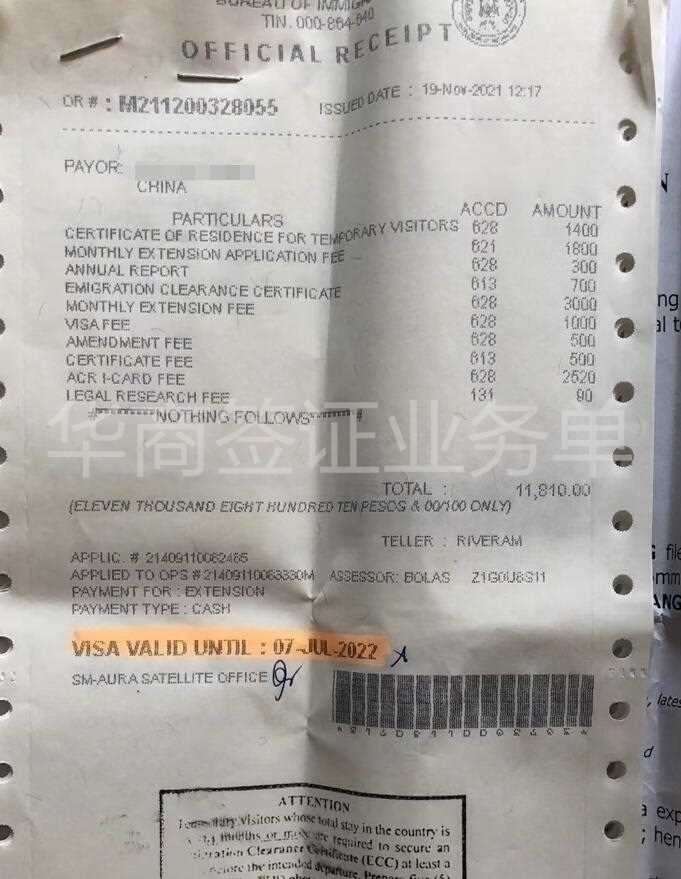 BUREAU OF IMMIGR
TIN. 000-864-940
OFFICIAL RECEIPT
OR # : M211200328055
ISSUED DATE : 19-Nov-2021 12:17
PAYOR:
CHINA
PARTICULARS ACCD AMOUNT
CERTIFICATE OF RESIDENCE FOR TEMPORARY VISITORS 628 1400
MONTHLY EXTENSION APPLICATION FEE 621 1800
ANNUAL REPORT 628 300
EMIGRATION CLEARANCE CERTIFICATE 613 700
MONTHLY EXTENSION FEE 628 3000
VISA FEE 628 1000
AMENDMENT FEE 628 500
CERTIFICATE FEE 613 500
ACR I-CARD FEE 628 2520
LEGAL RESEARCH FEE 131 90
#*********NOTHING FOLLOWS*********#
华商签证业务单
TOTAL : 11,810.00
(ELEVEN THOUSAND EIGHT HUNDRED TEN PESOS & 00/100 ONLY)
TELLER : RIVERAM
APPLIC. # 21409110082485
APPLIED TO OPS # 21409110083330M ASSESSOR: BOLAS Z1G0U8S11
PAYMENT FOR : EXTENSION
PAYMENT TYPE : CASH
VISA VALID UNTIL : 07-JUL-2022
SM-AURA SATELLITE OFFICE
ATTENTION
Temporary Visitors whose total stay in the country is
months or more are required to secure an
Clearance Certificate (ECC) at least a
before the intended departure.